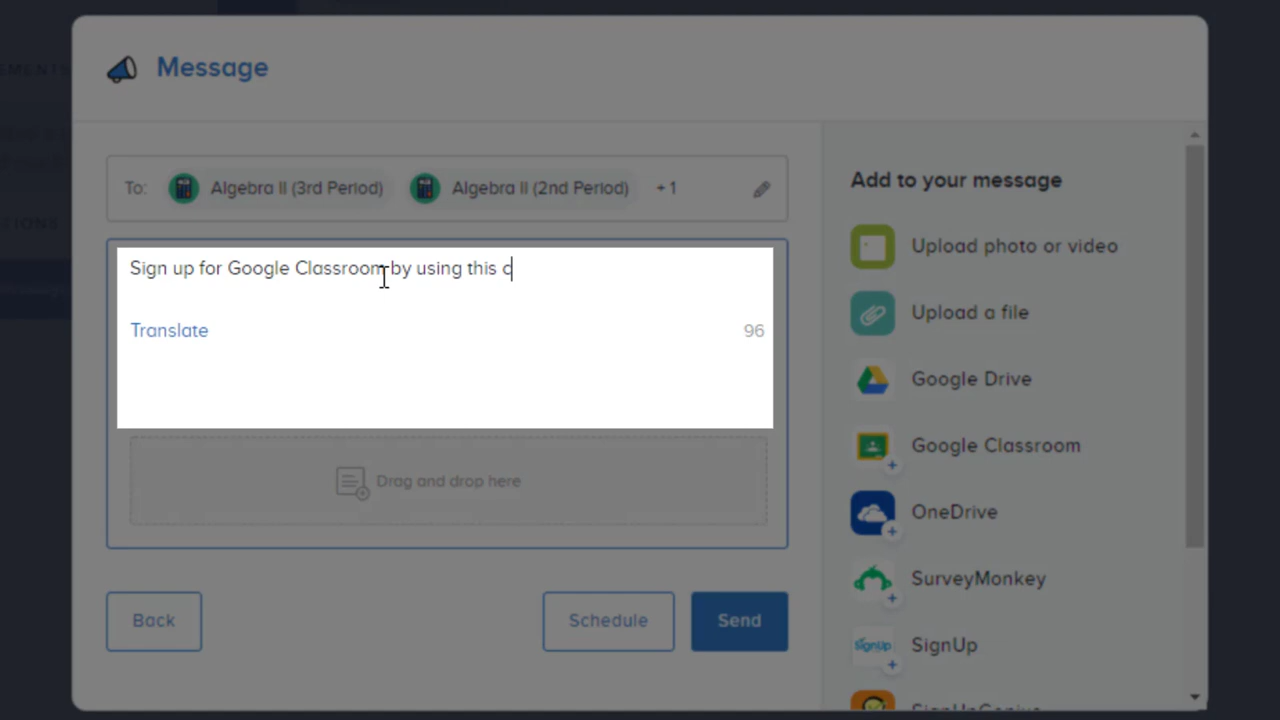 Message
To: Algebra II (3rd Period) Algebra II (2nd Period) +1
Sign up for Google Classroom by using this c
Translate 96
Drag and drop here
Back Schedule Send
Add to your message
Upload photo or video
Upload a file
Google Drive
Google Classroom
OneDrive
SurveyMonkey
SignUp SignUp